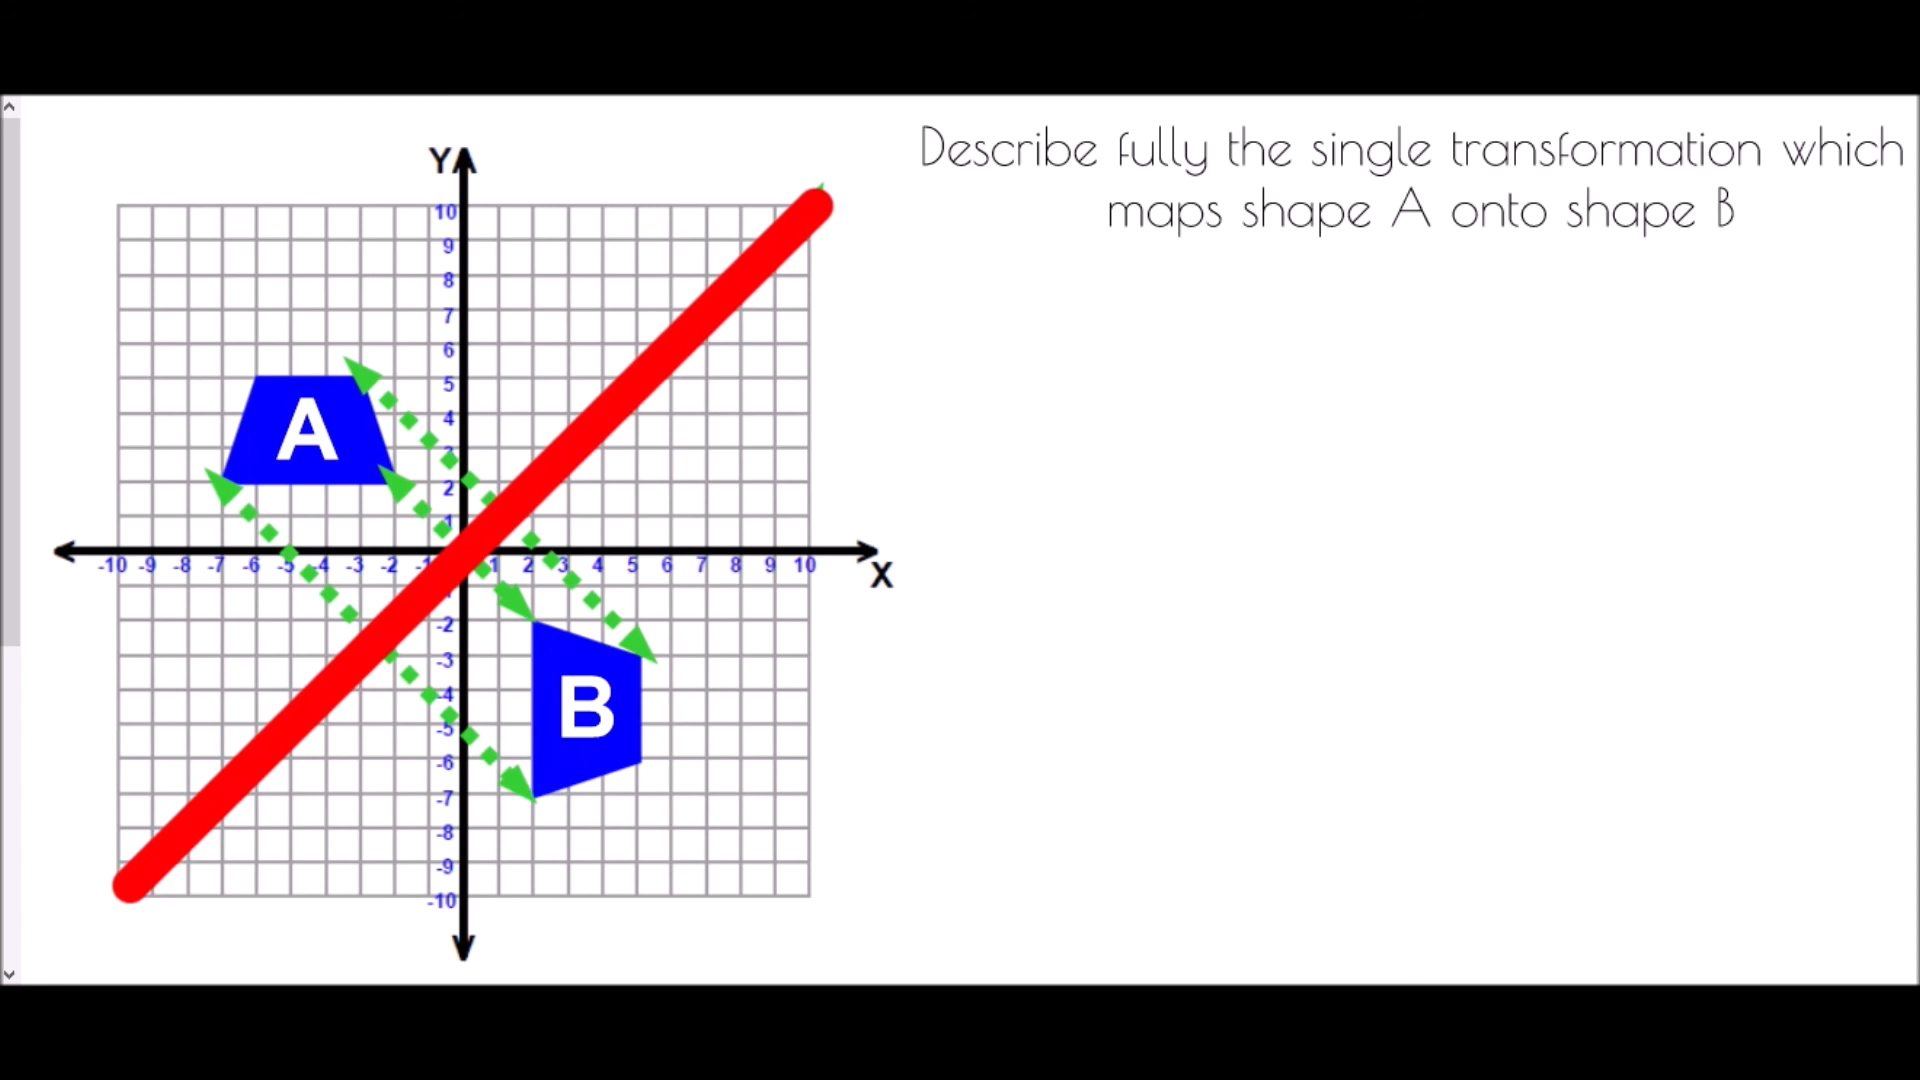 Describe fully the single transformation which
maps shape A onto shape B
Y
10
9
8
7
6
5
4
3
2
1
A
-10 -9 -8 -7 -6 -5 -4 -3 -2 -1 1 2 3 4 5 6 7 8 9 10
X
-2
-3
-4
-5
-6
-7
-8
-9
-10
B